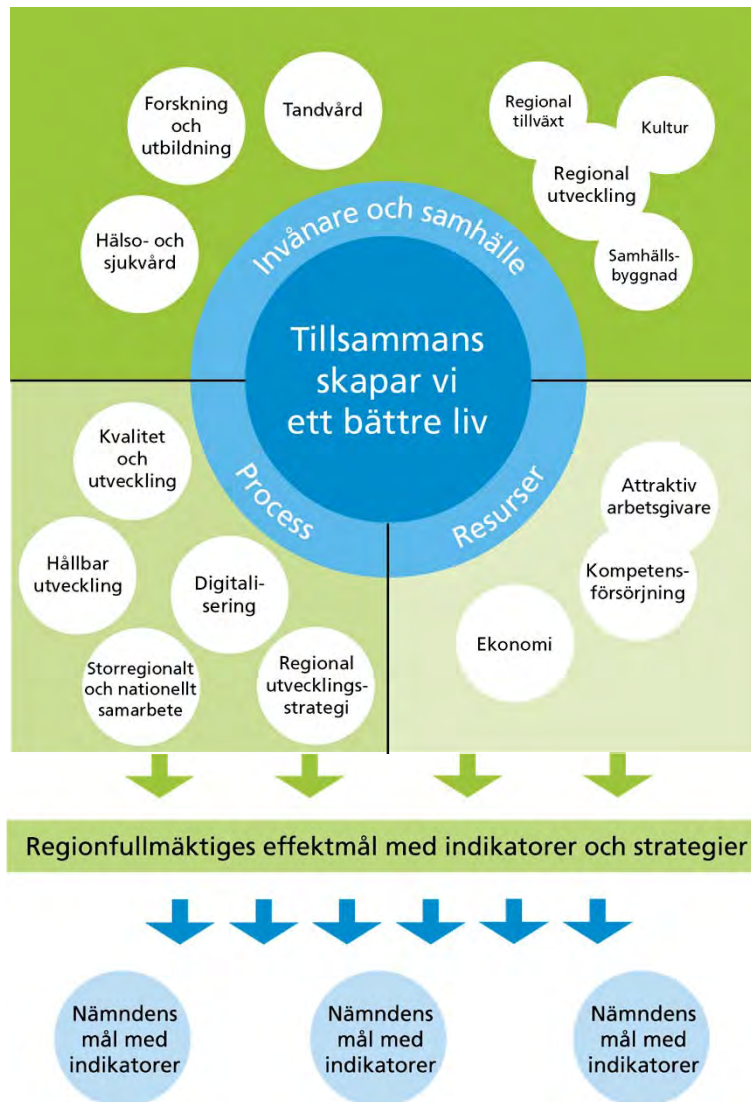 Forskning
och
utbildning
Tandvård
Hälso- och
sjukvård
Regional
tillväxt
Kultur
Regional
utveckling
Samhälls-
byggnad
Invånare och samhälle
Tillsammans
skapar vi
ett bättre liv
Process
Resurser
Kvalitet
och
utveckling
Hållbar
utveckling
Digitali-
sering
Storregionalt
och nationellt
samarbete
Regional
utvecklings-
strategi
Attraktiv
arbetsgivare
Kompetens-
försörjning
Ekonomi
Regionfullmäktiges effektmål med indikatorer och strategier
Nämndens
mål med
indikatorer
Nämndens
mål med
indikatorer
Nämndens
mål med
indikatorer